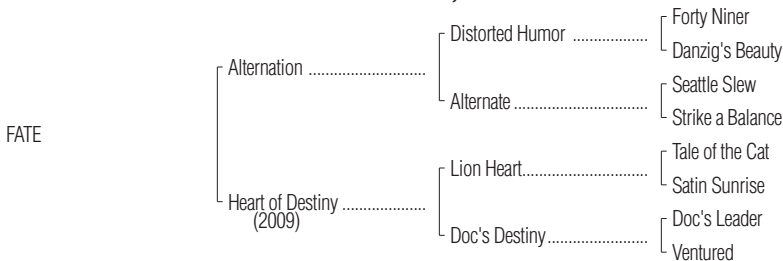 Forty Niner
Distorted Humor ..................
Danzig's Beauty
Alternation ............................
Seattle Slew
Alternate ................................
Strike a Balance
FATE
Tale of the Cat
Lion Heart..............................
Satin Sunrise
Heart of Destiny ....................
(2009)
Doc's Leader
Doc's Destiny........................
Ventured